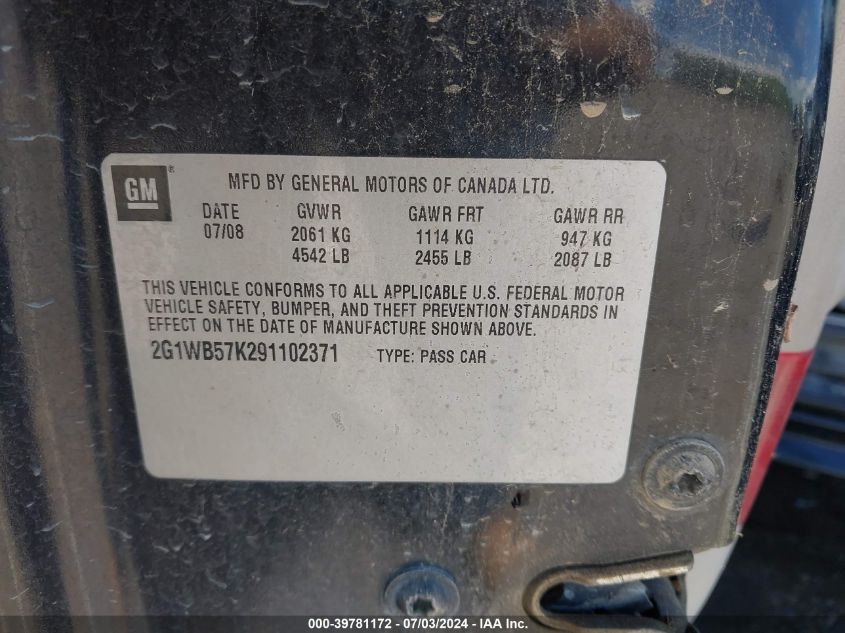 GM ®
MFD BY GENERAL MOTORS OF CANADA LTD.
DATE GVWR GAWR FRT GAWR RR
07/08 2061 KG 1114 KG 947 KG
4542 LB 2455 LB 2087 LB
THIS VEHICLE CONFORMS TO ALL APPLICABLE U.S. FEDERAL MOTOR
VEHICLE SAFETY, BUMPER, AND THEFT PREVENTION STANDARDS IN
EFFECT ON THE DATE OF MANUFACTURE SHOWN ABOVE.
2G1WB57K291102371 TYPE: PASS CAR
000-39781172 - 07/03/2024 - IAA Inc.